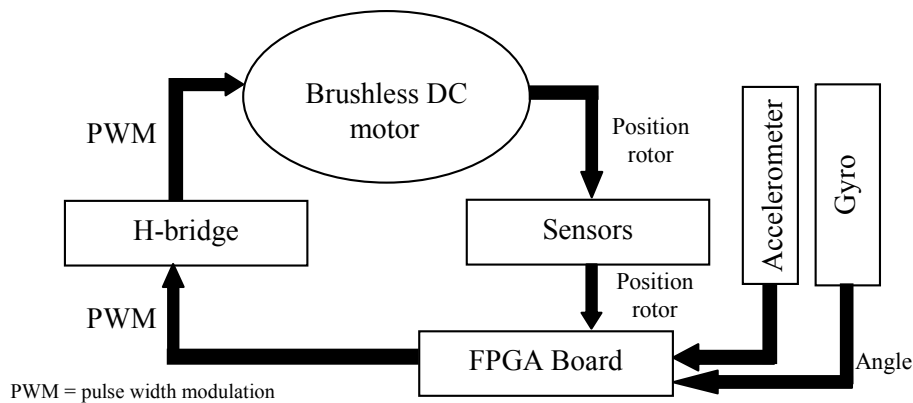 Brushless DC
motor
PWM
Position
rotor
Accelerometer
Gyro
H-bridge
Sensors
PWM
Position
rotor
FPGA Board
Angle
PWM = pulse width modulation